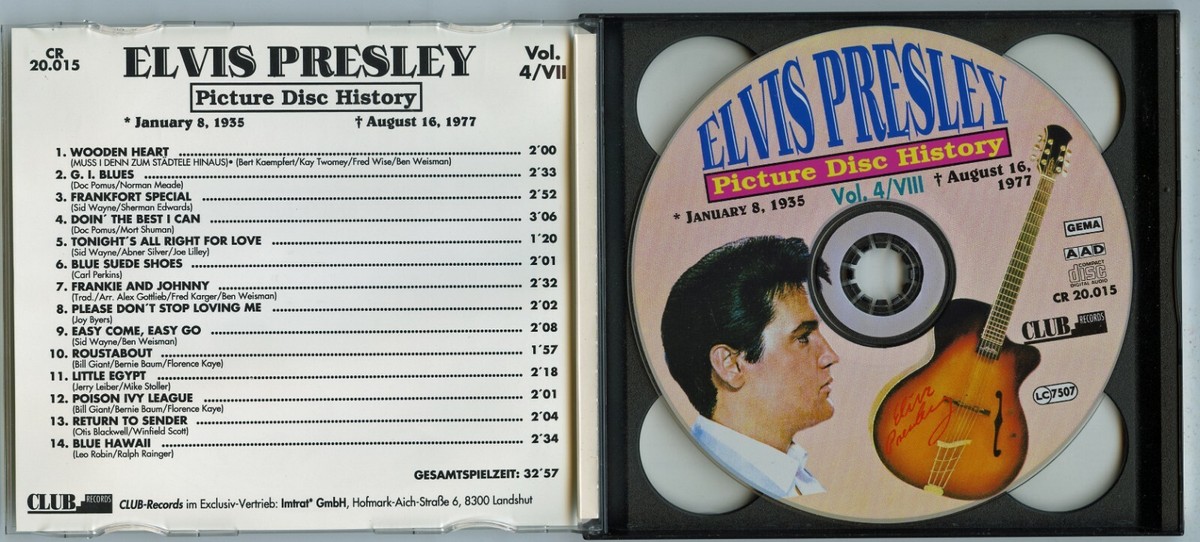 CR
20.015
ELVIS PRESLEY
Vol.
4/VII
Picture Disc History
* January 8, 1935 † August 16, 1977
1. WOODEN HEART 2′00
(MUSS I DENN ZUM STÄDTELE HINAUS)• (Bert Kaempfert/Kay Twomey/Fred Wise/Ben Weisman)
2. G. I. BLUES 2′33
(Doc Pomus/Norman Meade)
3. FRANKFORT SPECIAL 2′52
(Sid Wayne/Sherman Edwards)
4. DOIN′ THE BEST I CAN 3′06
(Doc Pomus/Mort Shuman)
5. TONIGHT′S ALL RIGHT FOR LOVE 1′20
(Sid Wayne/Abner Silver/Joe Lilley)
6. BLUE SUEDE SHOES 2′01
(Carl Perkins)
7. FRANKIE AND JOHNNY 2′32
(Trad./Arr. Alex Gottlieb/Fred Karger/Ben Weisman)
8. PLEASE DON′T STOP LOVING ME 2′02
(Joy Byers)
9. EASY COME, EASY GO 2′08
(Sid Wayne/Ben Weisman)
10. ROUSTABOUT 1′57
(Bill Giant/Bernie Baum/Florence Kaye)
11. LITTLE EGYPT 2′18
(Jerry Leiber/Mike Stoller)
12. POISON IVY LEAGUE 2′01
(Bill Giant/Bernie Baum/Florence Kaye)
13. RETURN TO SENDER 2′04
(Otis Blackwell/Winfield Scott)
14. BLUE HAWAII 2′34
(Leo Robin/Ralph Rainger)
GESAMTSPIELZEIT: 32′57
CLUB RECORDS
CLUB-Records im Exclusiv-Vertrieb: Imtrat* GmbH, Hofmark-Aich-Straße 6, 8300 Landshut
ELVIS PRESLEY
Picture Disc History
* JANUARY 8, 1935
Vol. 4/VIII
† August 16,
1977
GEMA
AAD
COMPACT
disc
DIGITAL AUDIO
CR 20.015
CLUB RECORDS
LC 7507
Elvis
Presley